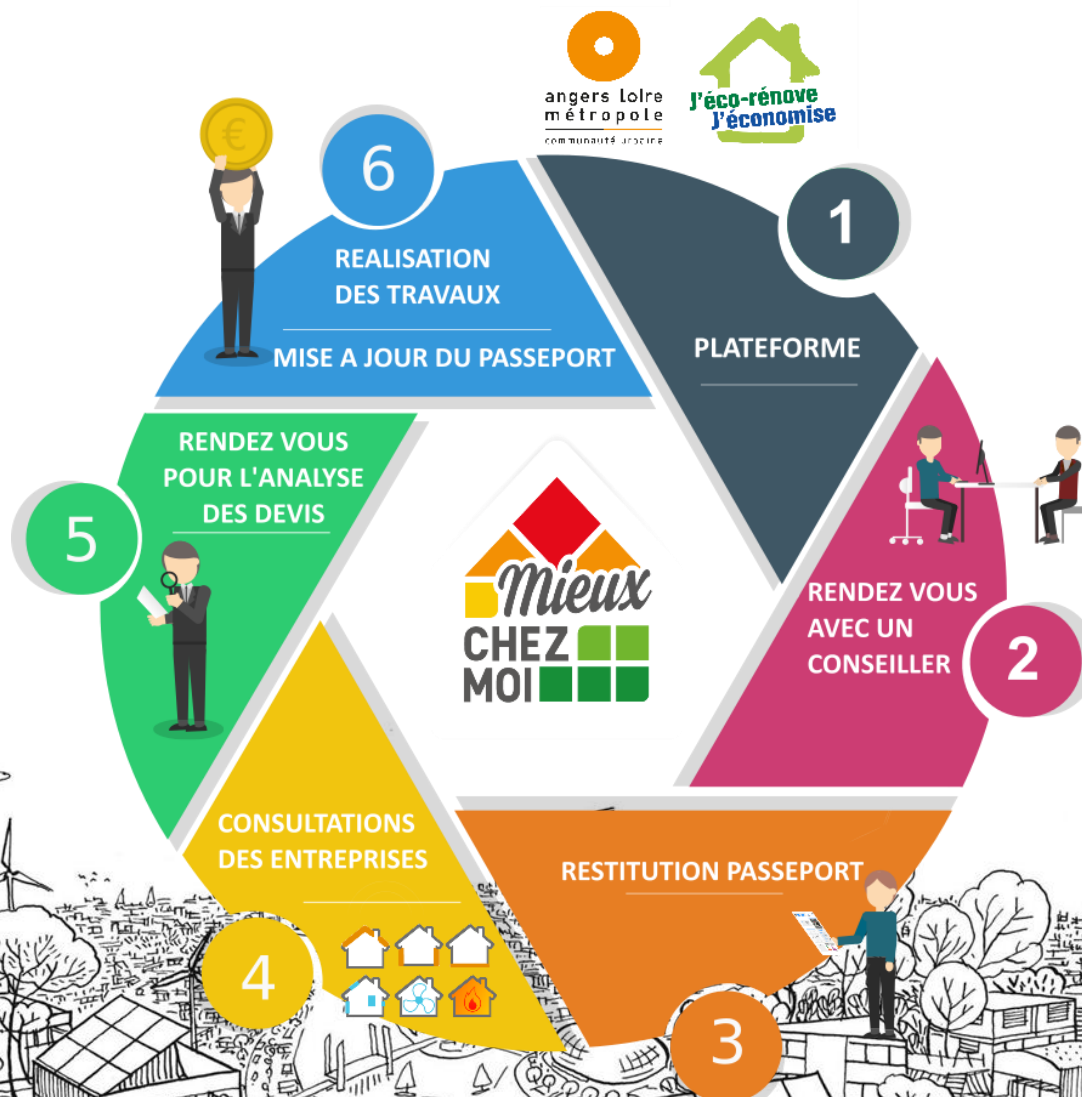 angers Loire
métropole
communauté urbaine
J'éco-rénove
J'économise
1
PLATEFORME
2
RENDEZ VOUS
AVEC UN
CONSEILLER
3
RESTITUTION PASSEPORT
4
CONSULTATIONS
DES ENTREPRISES
5
RENDEZ VOUS
POUR L'ANALYSE
DES DEVIS
6
REALISATION
DES TRAVAUX
MISE A JOUR DU PASSEPORT
€
Mieux
CHEZ
MOI